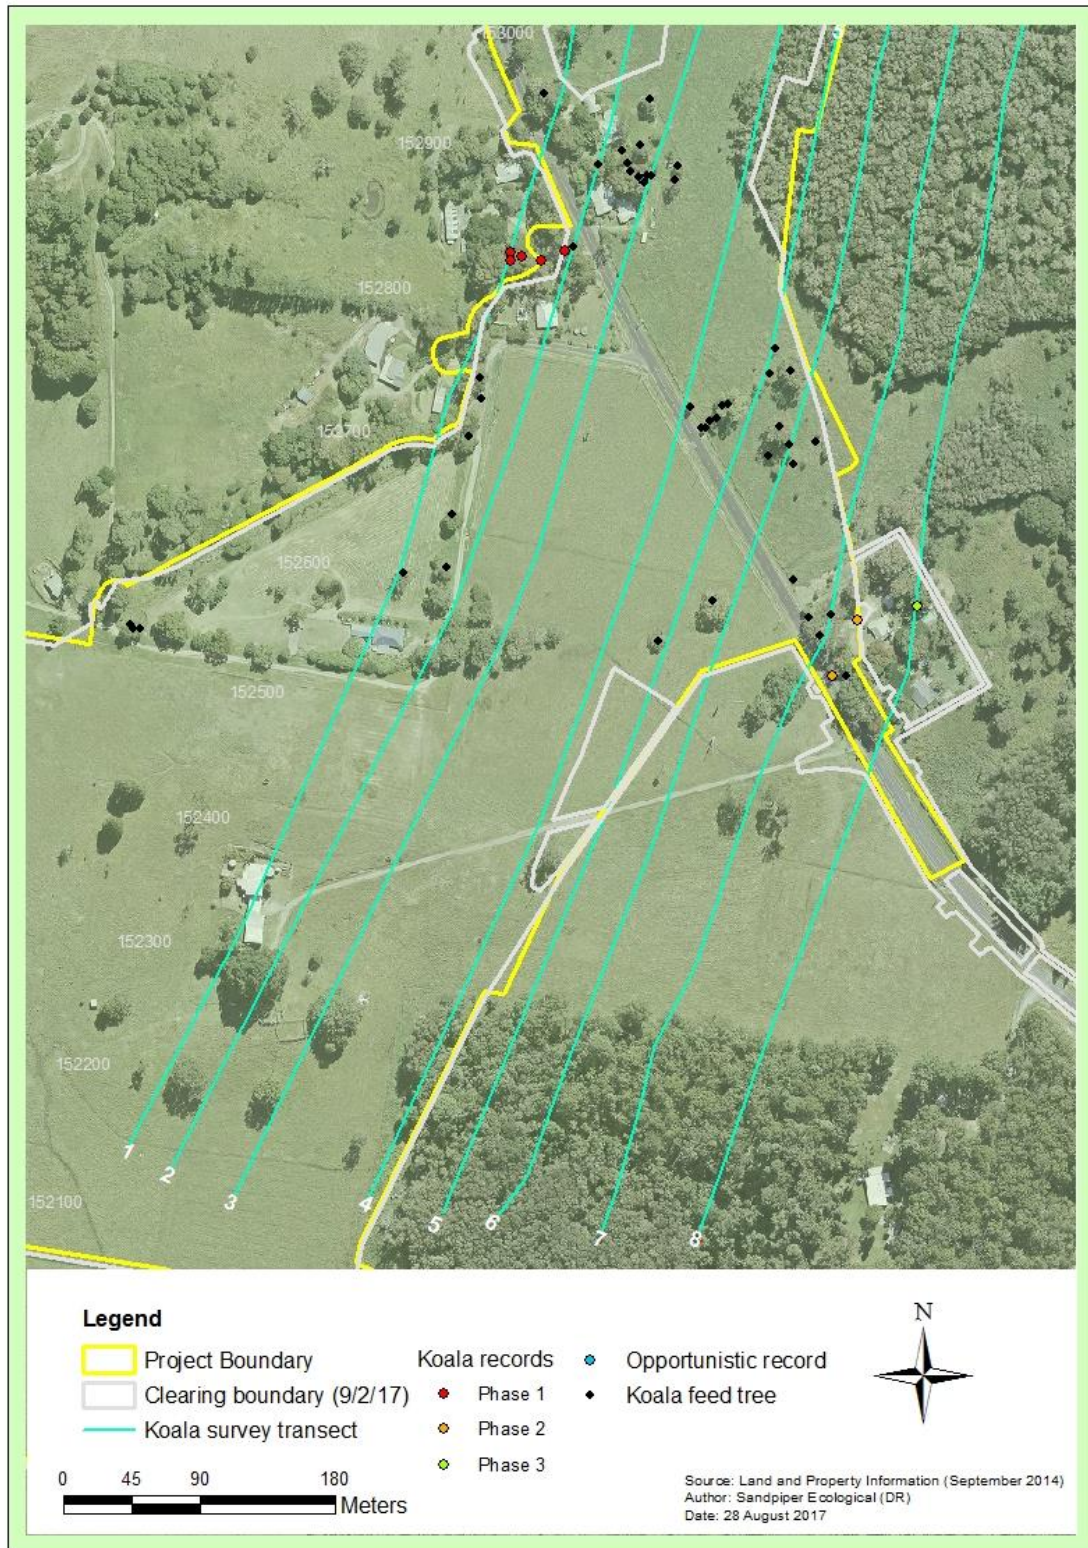 153000
5
152900
152800
152700
152500
152500
152400
152300
152200
152100
1
2
3
4
5
6
7
8
Legend
Project Boundary
Clearing boundary (9/2/17)
Koala survey transect
Koala records
Phase 1
Phase 2
Phase 3
Opportunistic record
Koala feed tree
N
0 45 90 180
Meters
Source: Land and Property Information (September 2014)
Author: Sandpiper Ecological (DR)
Date: 28 August 2017